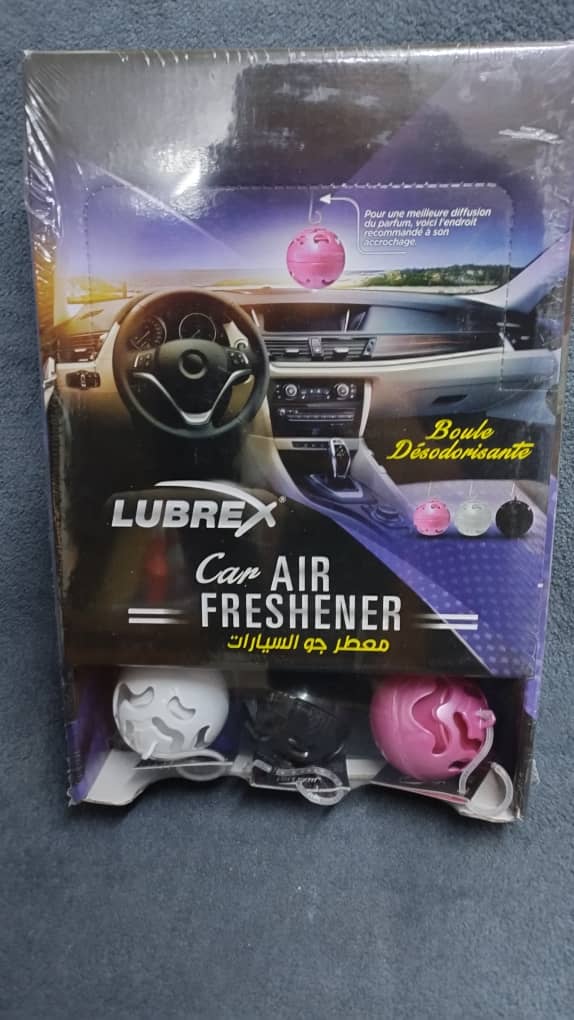 Pour une meilleure diffusion
du parfum, voici l'endroit
recommandé à son
accrochage.
Boule
Désodorisante
LUBREX®
Car AIR
FRESHENER
معطر جو السيارات